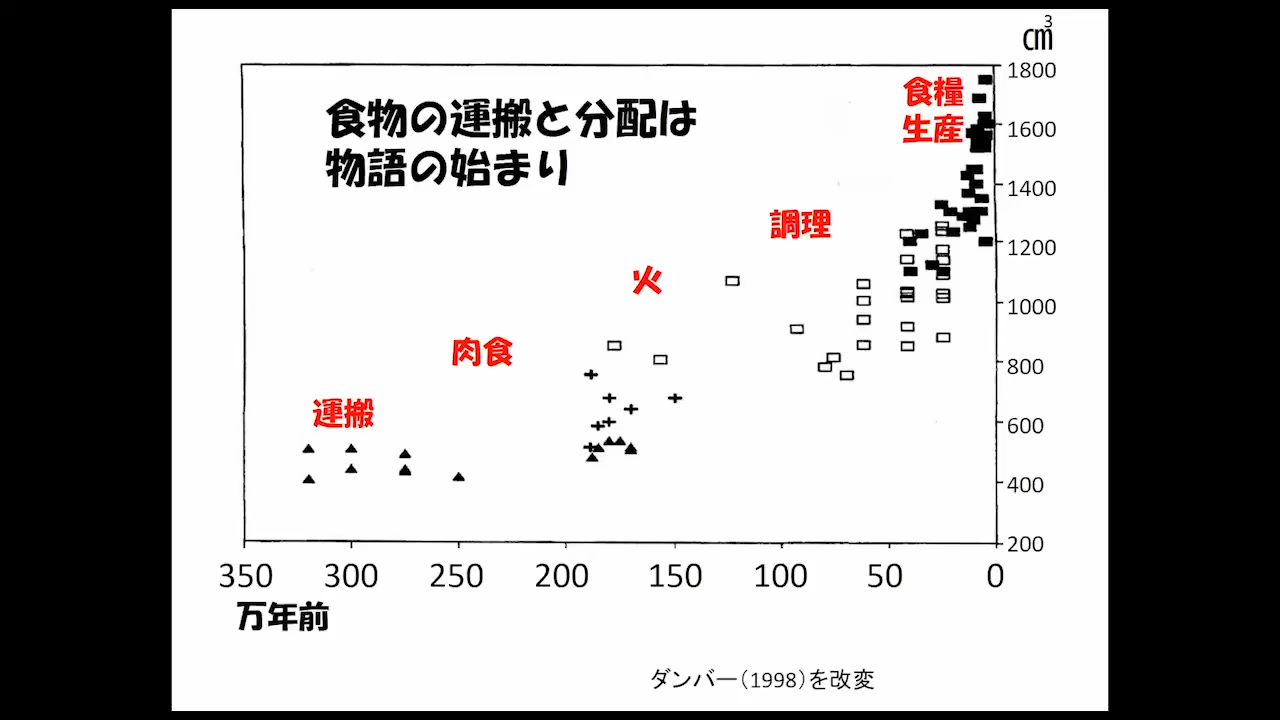 cm³
食物の運搬と分配は
物語の始まり
食糧
生産
調理
火
肉食
運搬
1800
1600
1400
1200
1000
800
600
400
200
350 300 250 200 150 100 50 0
万年前
ダンバー(1998)を改変